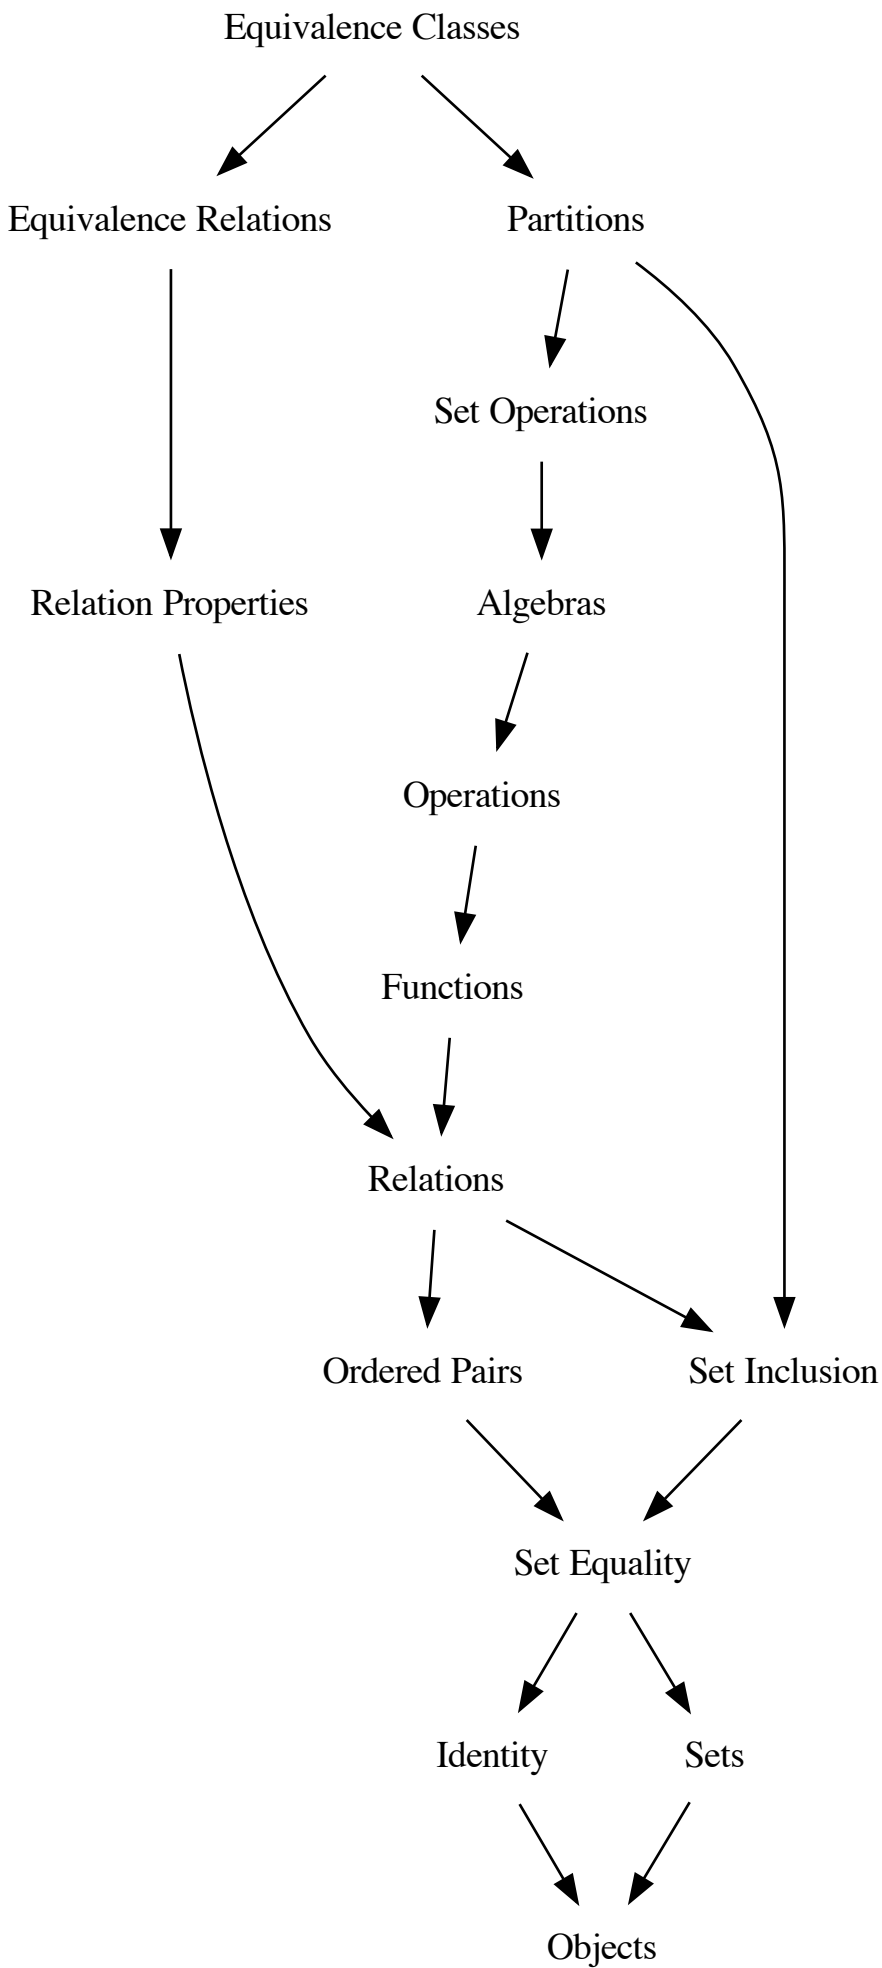 Equivalence Classes
Equivalence Relations
Partitions
Set Operations
Relation Properties
Algebras
Operations
Functions
Relations
Ordered Pairs
Set Inclusion
Set Equality
Identity
Sets
Objects